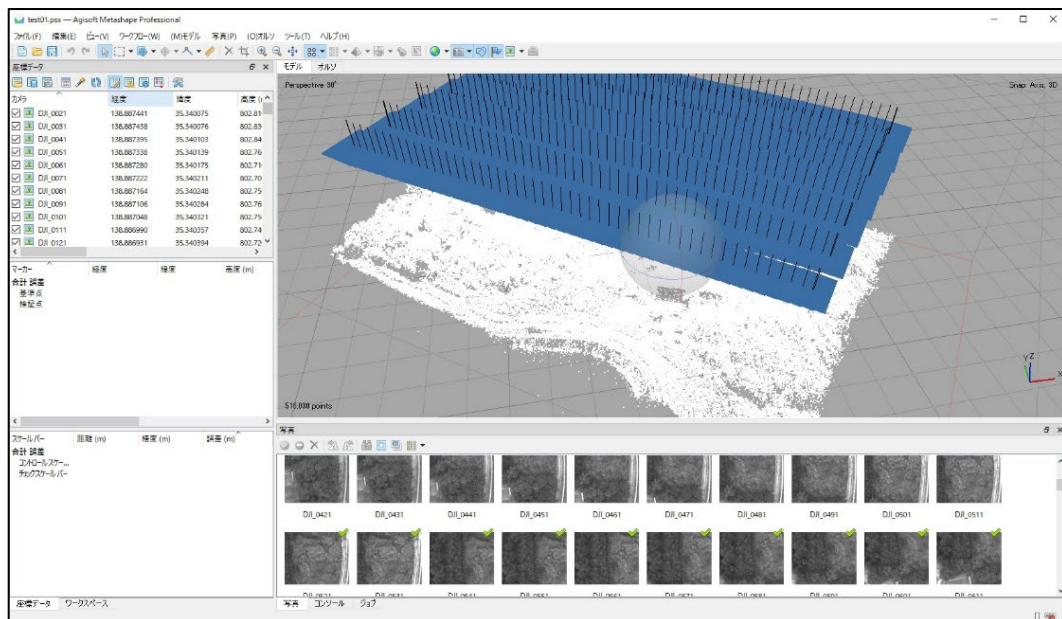 test01.psx — Agisoft Metashape Professional
ファイル(F) 編集(E) ビュー(V) ワークフロー(W) (M)モデル 写真(P) (O)オルソ ツール(T) ヘルプ(H)
座標データ
カメラ 経度 緯度 高度 (
DJI_0021 138.887441 35.340075 802.81
DJI_0031 138.887438 35.340076 802.83
DJI_0041 138.887395 35.340103 802.84
DJI_0051 138.887338 35.340139 802.76
DJI_0061 138.887280 35.340175 802.71
DJI_0071 138.887222 35.340211 802.70
DJI_0081 138.887164 35.340248 802.75
DJI_0091 138.887106 35.340284 802.76
DJI_0101 138.887048 35.340321 802.75
DJI_0111 138.886990 35.340357 802.74
DJI_0121 138.886931 35.340394 802.72
マーカー 経度 緯度 高度 (m)
合計 誤差
基準点
検証点
スケールバー 距離 (m) 精度 (m) 誤差 (m)
合計 誤差
コントロールスケー...
チェックスケールバー
座標データ ワークスペース
モデル オルソ
Perspective 30°
Snap: Axis, 3D
Y Z
X
写真
DJI_0421 DJI_0431 DJI_0441 DJI_0451 DJI_0461 DJI_0471 DJI_0481 DJI_0491 DJI_0501 DJI_0511
写真 コンソール ジョブ